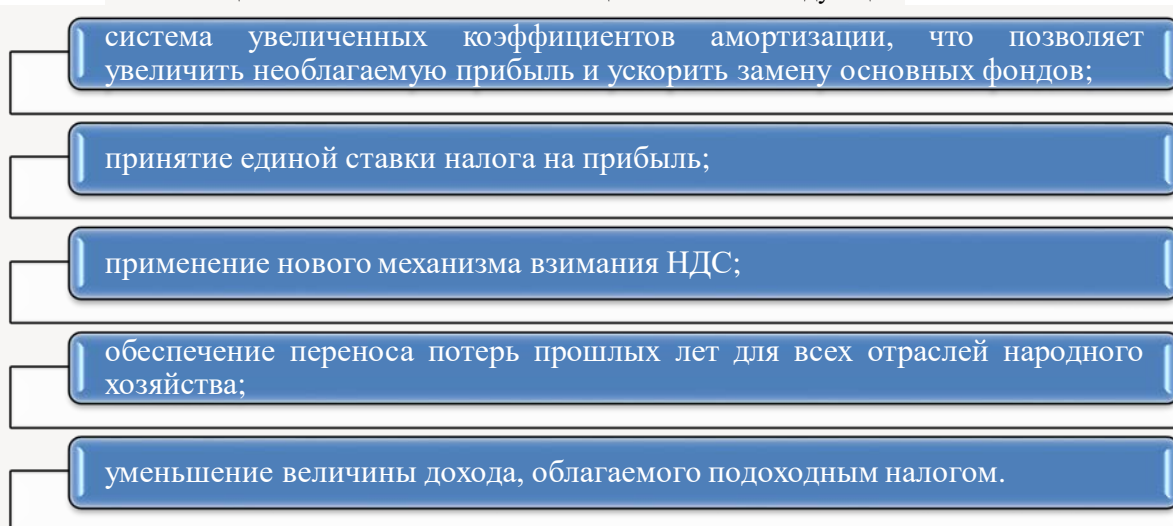 система увеличенных коэффициентов амортизации, что позволяет
увеличить необлагаемую прибыль и ускорить замену основных фондов;
принятие единой ставки налога на прибыль;
применение нового механизма взимания НДС;
обеспечение переноса потерь прошлых лет для всех отраслей народного
хозяйства;
уменьшение величины дохода, облагаемого подоходным налогом.